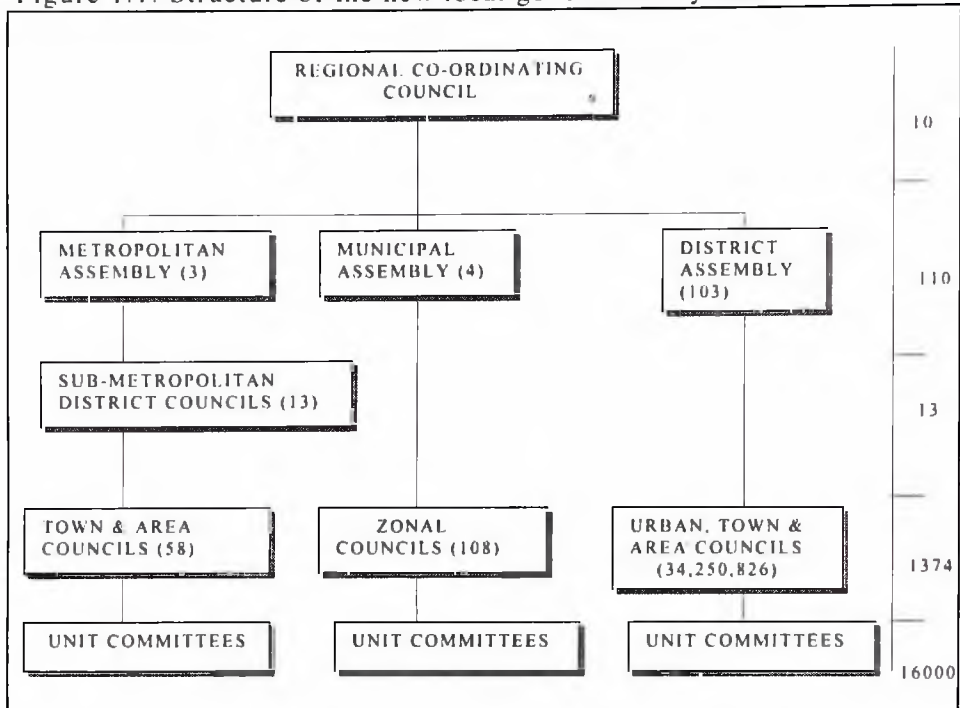 REGIONAL CO-ORDINATING
COUNCIL
10
METROPOLITAN
ASSEMBLY (3)
MUNICIPAL
ASSEMBLY (4)
DISTRICT
ASSEMBLY
(103)
110
SUB-METROPOLITAN
DISTRICT COUNCILS (13)
13
TOWN & AREA
COUNCILS (58)
ZONAL
COUNCILS (108)
URBAN, TOWN &
AREA COUNCILS
(34,250,826)
1374
UNIT COMMITTEES
UNIT COMMITTEES
UNIT COMMITTEES
16000